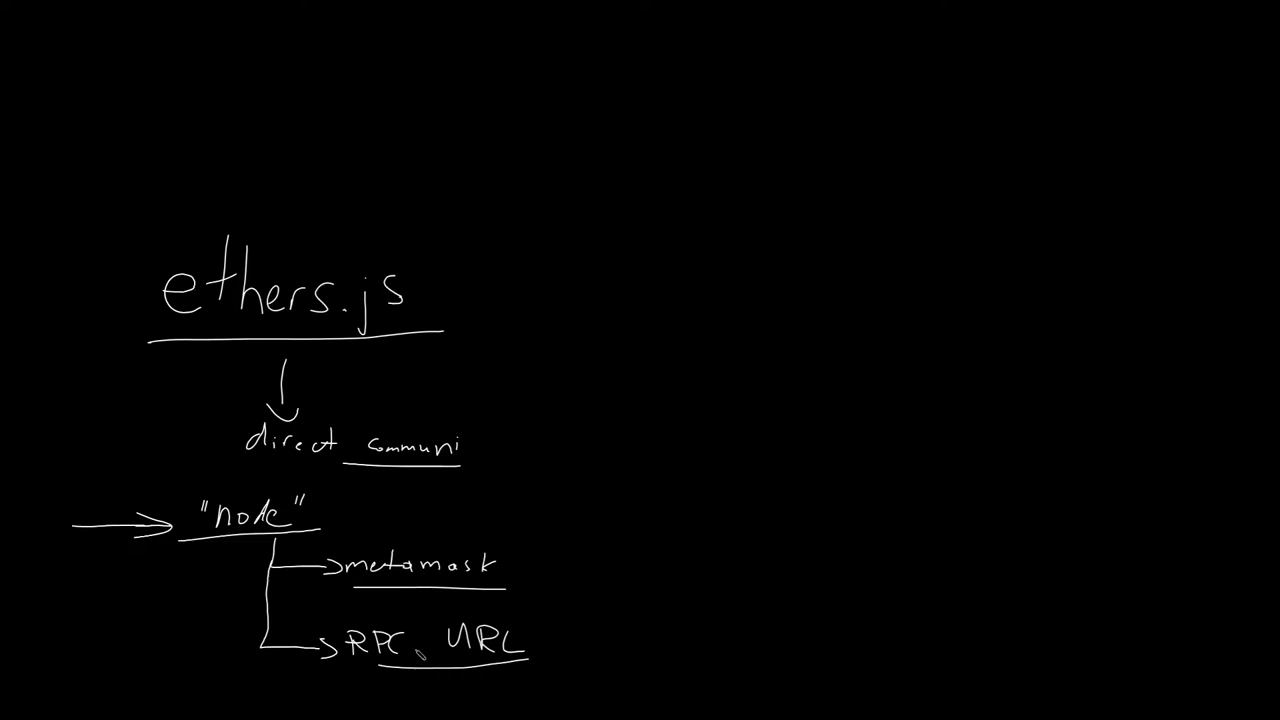 ethers.js
direct communi
"node"
metamask
RPC URL